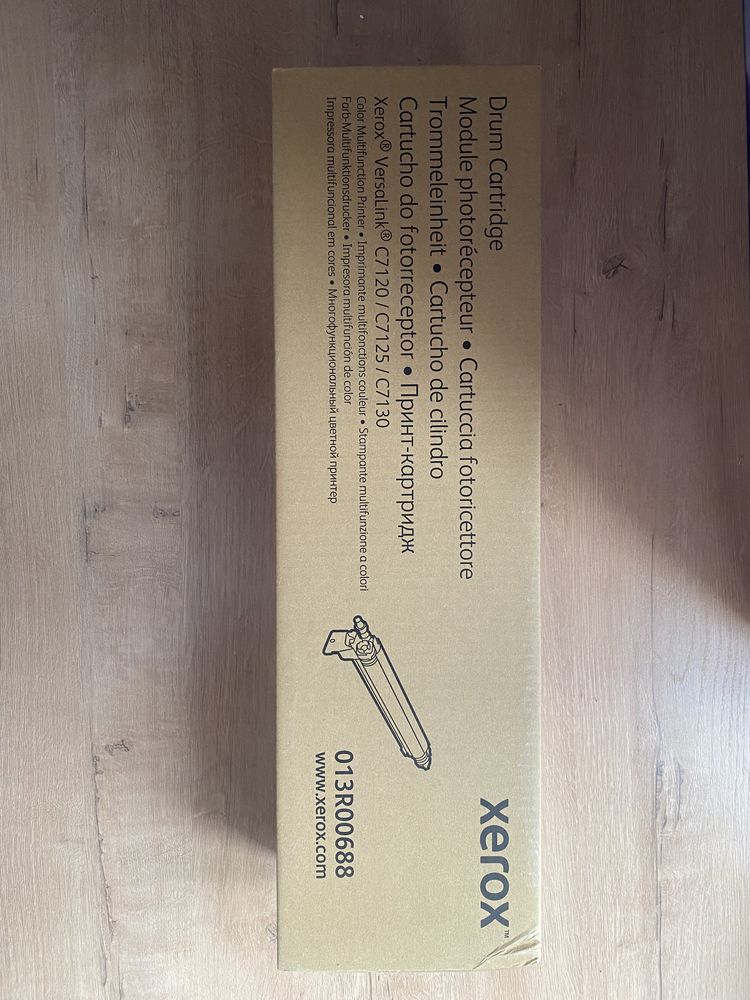 Drum Cartridge
Module photorécepteur • Cartuccia fotoricettore
Trommeleinheit • Cartucho de cilindro
Cartucho do fotorreceptor • Принт-картридж
Xerox® VersaLink® C7120 / C7125 / C7130
Color Multifunction Printer • Imprimante multifonctions couleur • Stampante multifunzione a colori
Farb-Multifunktionsdrucker • Impresora multifunción de color
Impressora multifuncional em cores • Многофункциональный цветной принтер
xerox™
013R00688
www.xerox.com